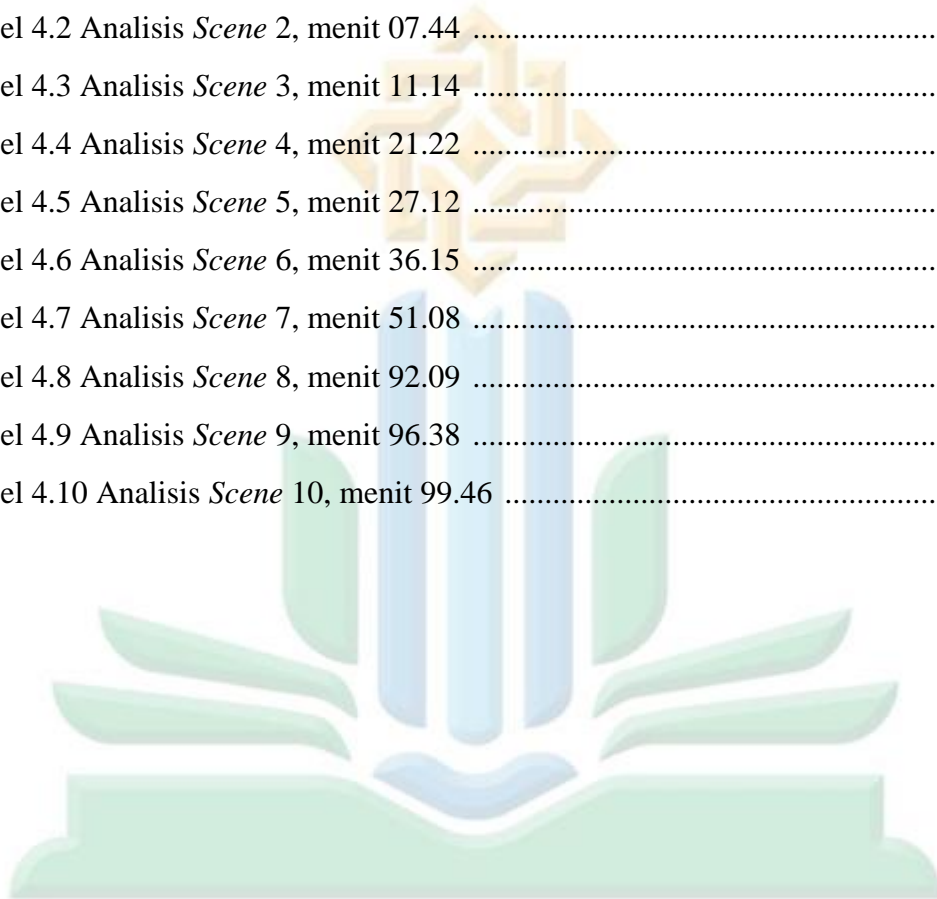 el 4.2 Analisis Scene 2, menit 07.44 ..........................................................................
el 4.3 Analisis Scene 3, menit 11.14 ..........................................................................
el 4.4 Analisis Scene 4, menit 21.22 ..........................................................................
el 4.5 Analisis Scene 5, menit 27.12 ..........................................................................
el 4.6 Analisis Scene 6, menit 36.15 ..........................................................................
el 4.7 Analisis Scene 7, menit 51.08 ..........................................................................
el 4.8 Analisis Scene 8, menit 92.09 ..........................................................................
el 4.9 Analisis Scene 9, menit 96.38 ..........................................................................
el 4.10 Analisis Scene 10, menit 99.46 .....................................................................